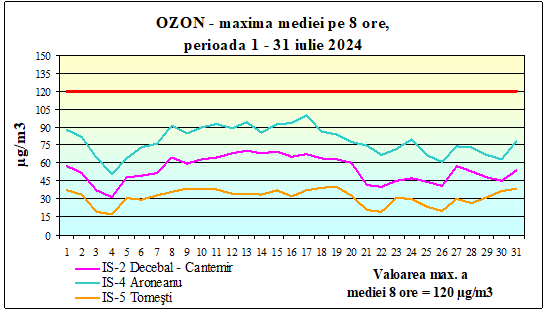 OZON - maxima mediei pe 8 ore,
perioada 1 - 31 iulie 2024
µg/m3
150
135
120
105
90
75
60
45
30
15
0
1 2 3 4 5 6 7 8 9 10 11 12 13 14 15 16 17 18 19 20 21 22 23 24 25 26 27 28 29 30 31
IS-2 Decebal - Cantemir
IS-4 Aroneanu
IS-5 Tomeşti
Valoarea max. a
mediei 8 ore = 120 µg/m3